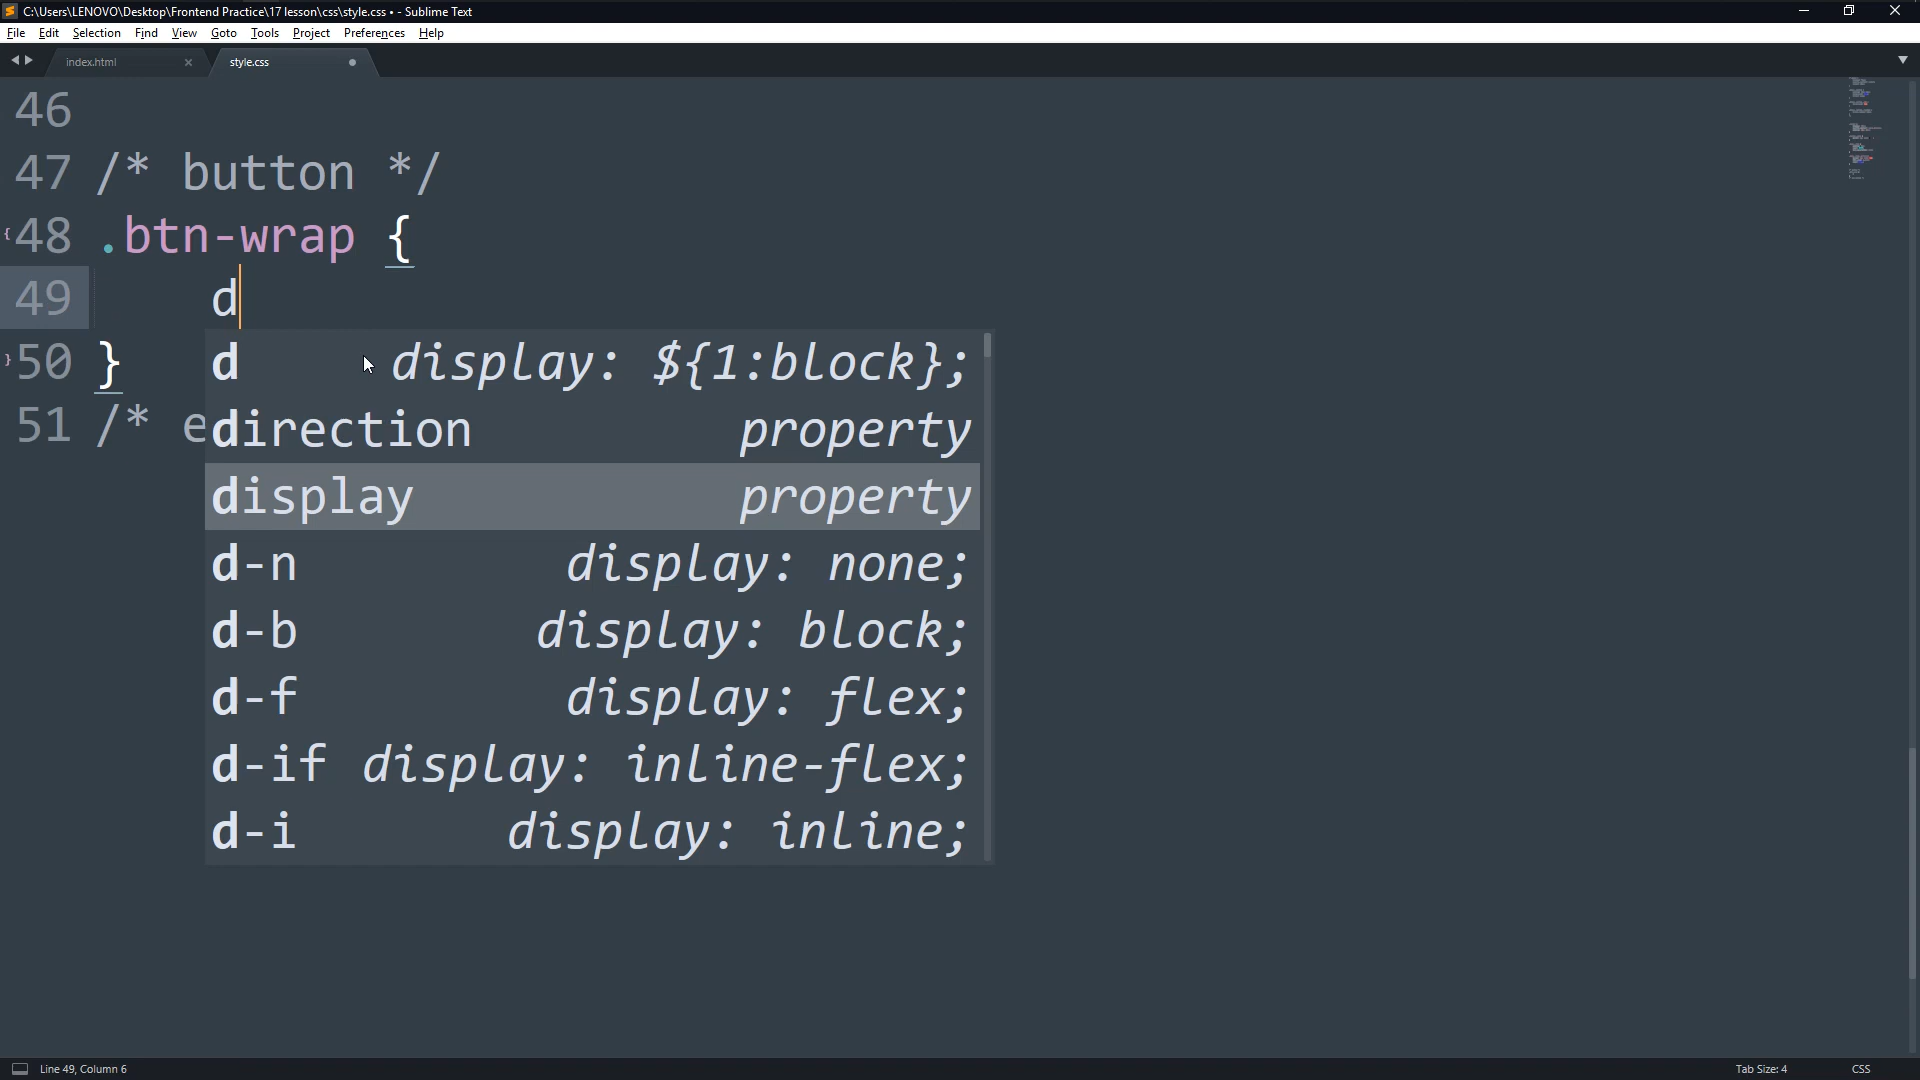 C:\Users\LENOVO\Desktop\Frontend Practice\17 lesson\css\style.css • - Sublime Text
File Edit Selection Find View Goto Tools Project Preferences Help
index.html style.css
46
47 /* button */
48 .btn-wrap {
49 d
50 }
51 /* e
d display: ${1:block};
direction property
display property
d-n display: none;
d-b display: block;
d-f display: flex;
d-if display: inline-flex;
d-i display: inline;
Line 49, Column 6 Tab Size: 4 CSS